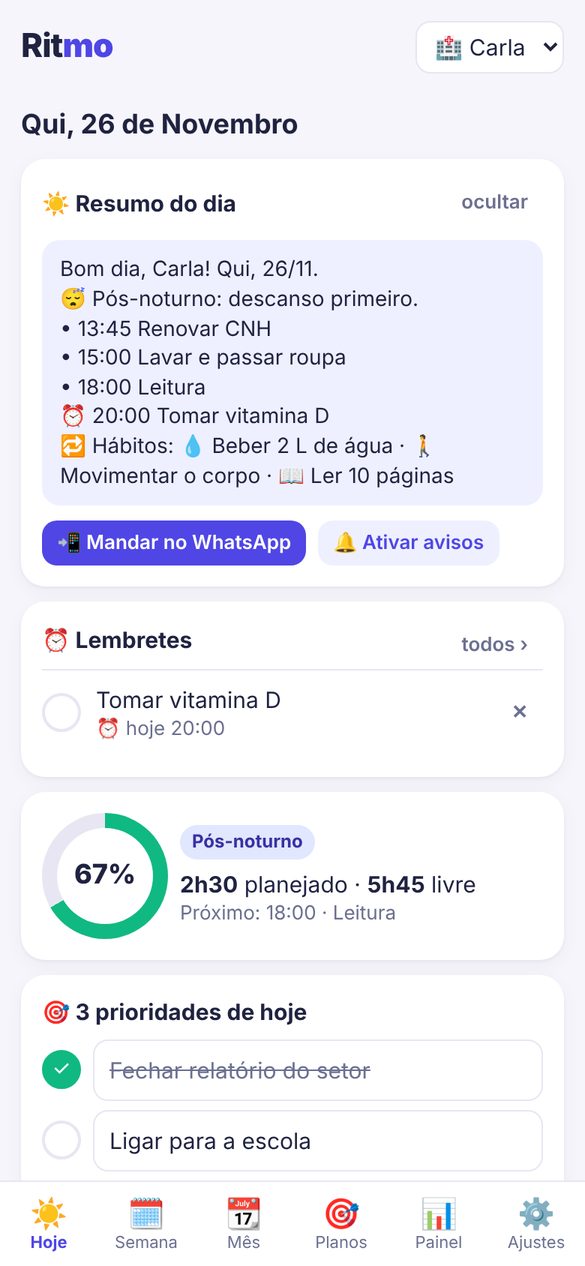 Ritmo
🏥 Carla
Qui, 26 de Novembro
☀️ Resumo do dia
ocultar
Bom dia, Carla! Qui, 26/11.
😴 Pós-noturno: descanso primeiro.
• 13:45 Renovar CNH
• 15:00 Lavar e passar roupa
• 18:00 Leitura
⏰ 20:00 Tomar vitamina D
🔁 Hábitos: 💧 Beber 2 L de água · 🚶
Movimentar o corpo · 📖 Ler 10 páginas
📲 Mandar no WhatsApp
🔔 Ativar avisos
⏰ Lembretes
todos ›
Tomar vitamina D
⏰ hoje 20:00
×
67%
Pós-noturno
2h30 planejado · 5h45 livre
Próximo: 18:00 · Leitura
🎯 3 prioridades de hoje
Fechar relatório do setor
Ligar para a escola
Hoje
Semana
July
17
Mês
Planos
Painel
Ajustes